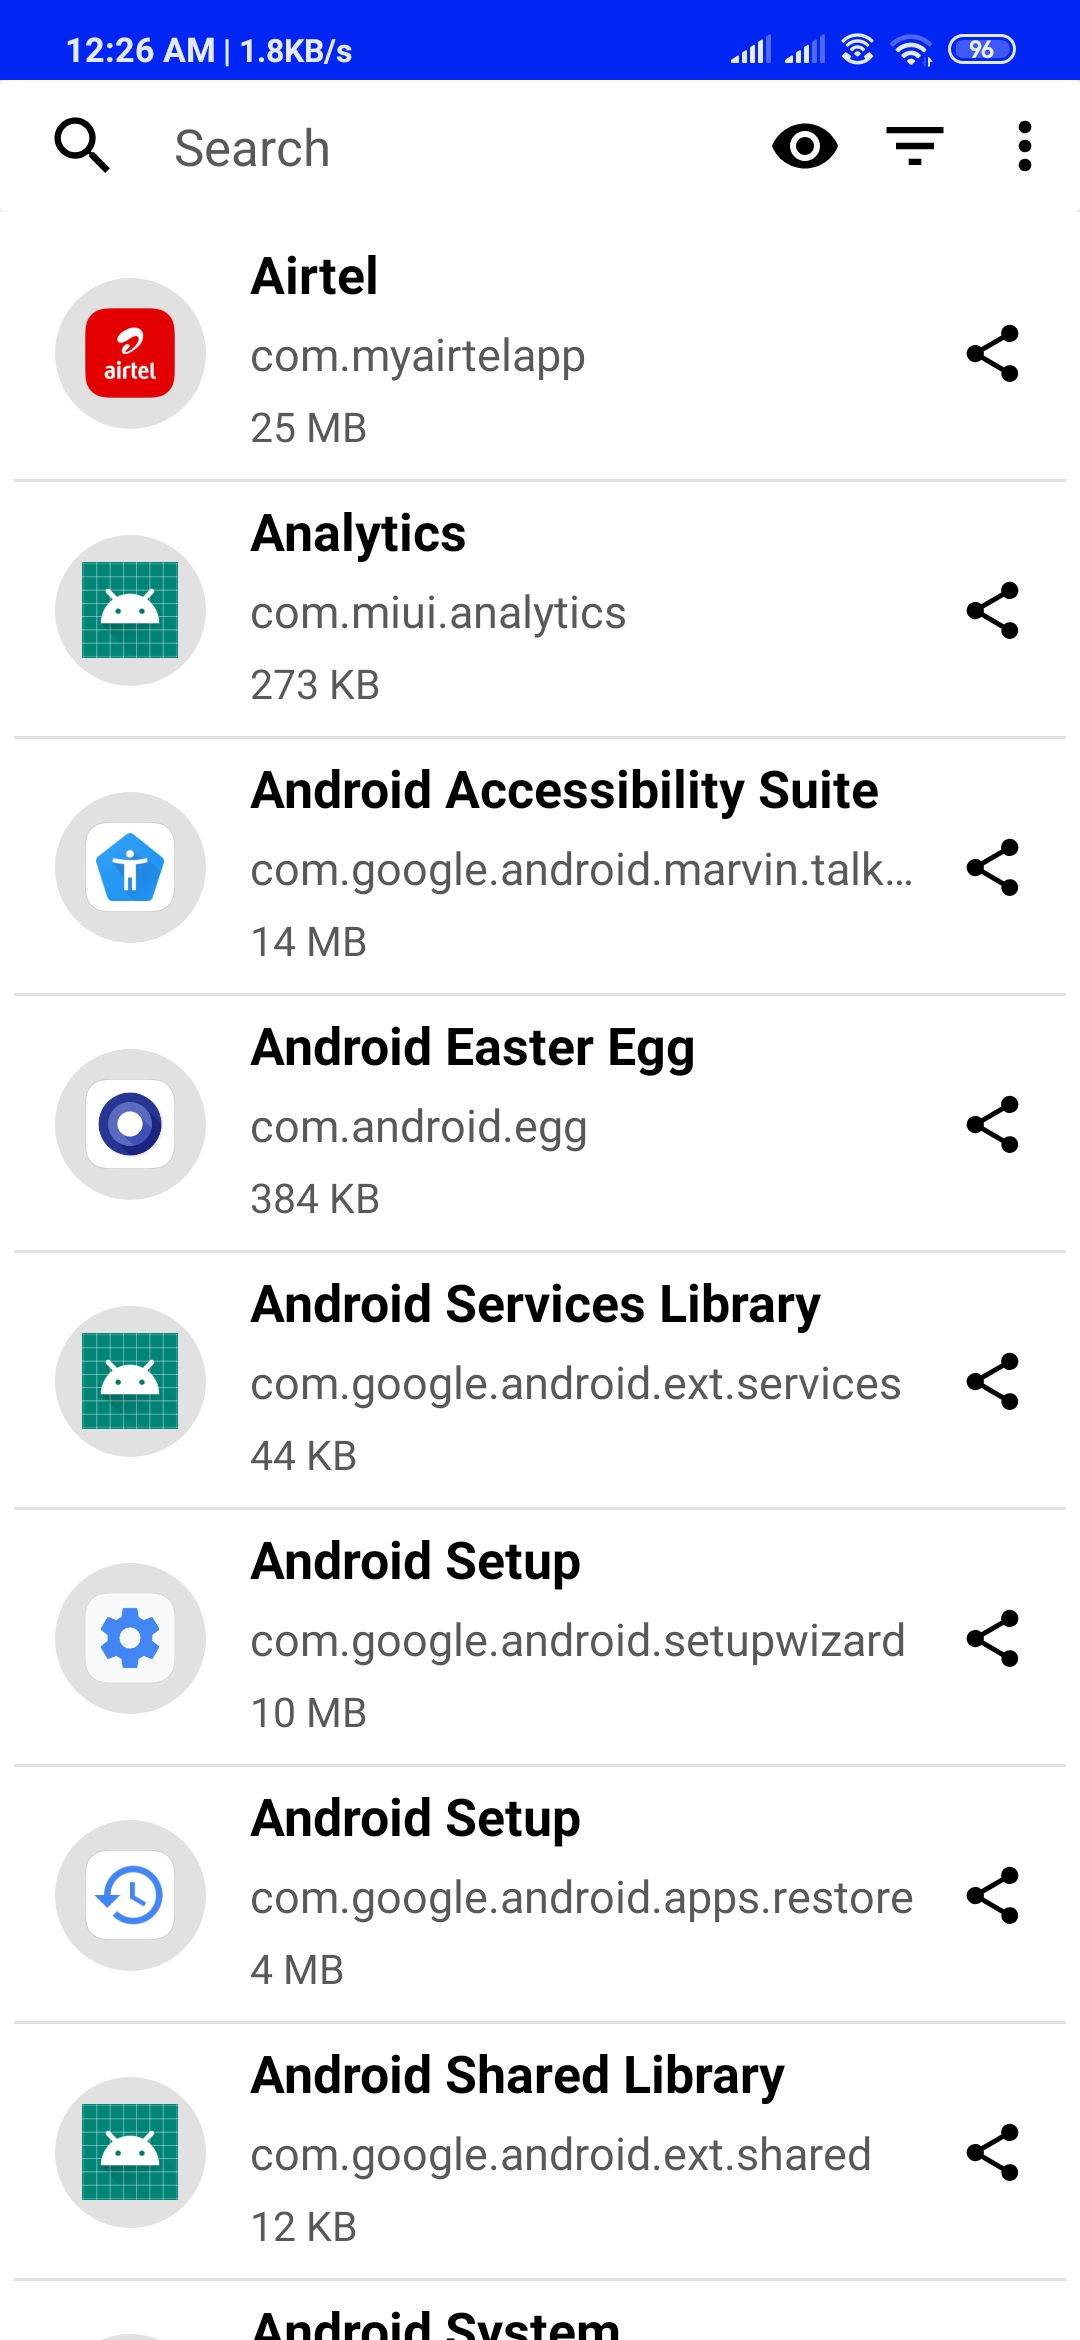 12:26 AM | 1.8KB/s 96
Search
Airtel
airtel
com.myairtelapp
25 MB
Analytics
com.miui.analytics
273 KB
Android Accessibility Suite
com.google.android.marvin.talk...
14 MB
Android Easter Egg
com.android.egg
384 KB
Android Services Library
com.google.android.ext.services
44 KB
Android Setup
com.google.android.setupwizard
10 MB
Android Setup
com.google.android.apps.restore
4 MB
Android Shared Library
com.google.android.ext.shared
12 KB
Android System